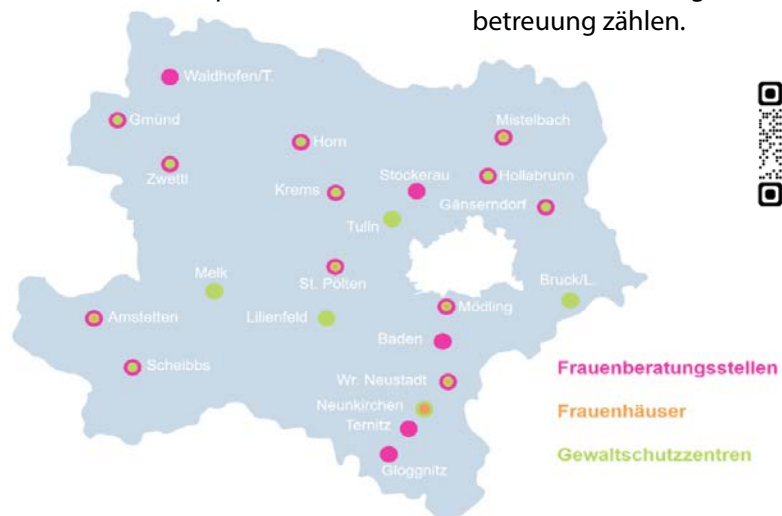 betreuung zählen.
Waidhofen/T.
Gmünd
Mistelbach
Horn
Zwettl
Hollabrunn
Stockerau
Krems
Gänserndorf
Tulln
Melk
St. Pölten
Bruck/L.
Amstetten
Lilienfeld
Mödling
Baden
Scheibbs
Frauenberatungsstellen
Wr. Neustadt
Neunkirchen
Frauenhäuser
Ternitz
Gewaltschutzzentren
Gloggnitz